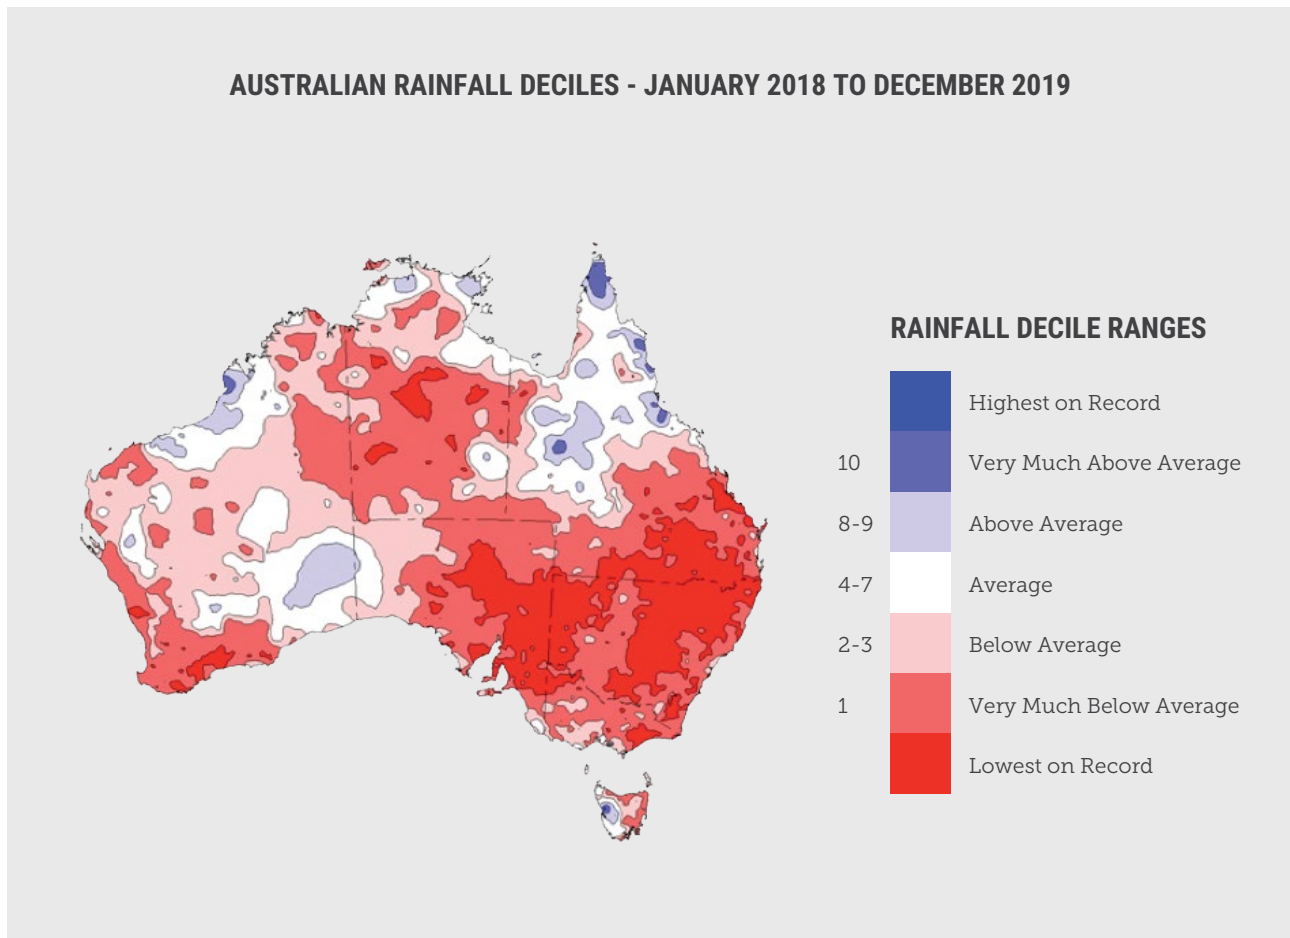 AUSTRALIAN RAINFALL DECILES - JANUARY 2018 TO DECEMBER 2019
RAINFALL DECILE RANGES
Highest on Record
10 Very Much Above Average
8-9 Above Average
4-7 Average
2-3 Below Average
1 Very Much Below Average
Lowest on Record